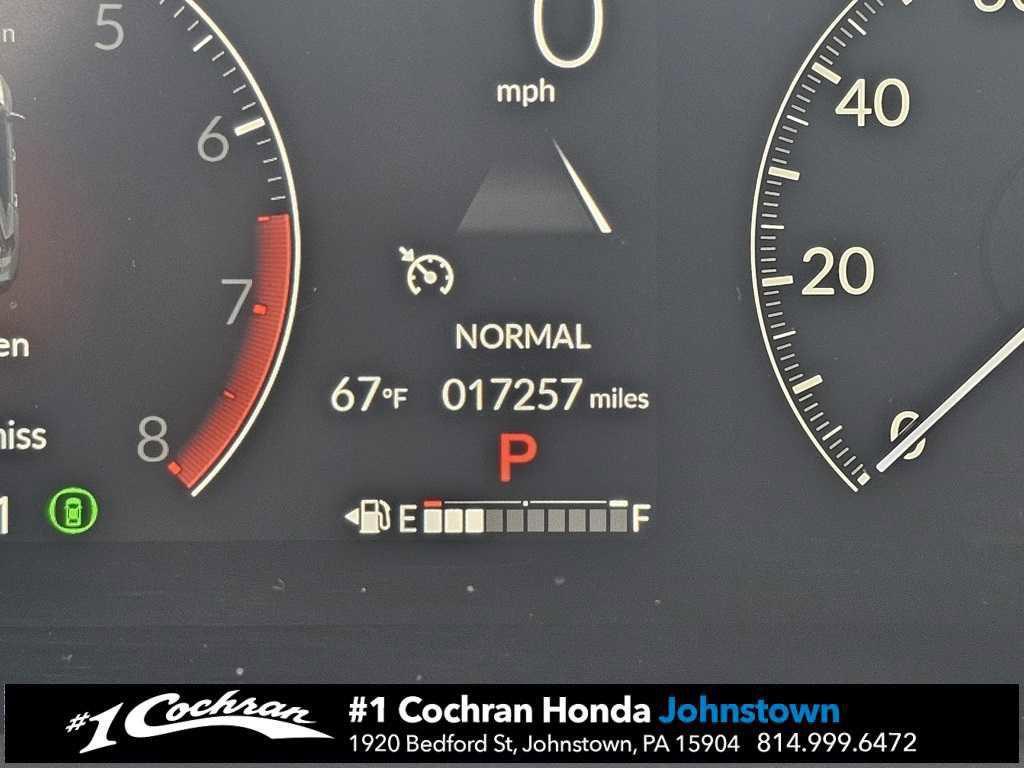 5
6
7
8
0
mph
40
20
0
NORMAL
67°F 017257 miles
P
E F
#1 Cochran
#1 Cochran Honda Johnstown
1920 Bedford St, Johnstown, PA 15904 814.999.6472